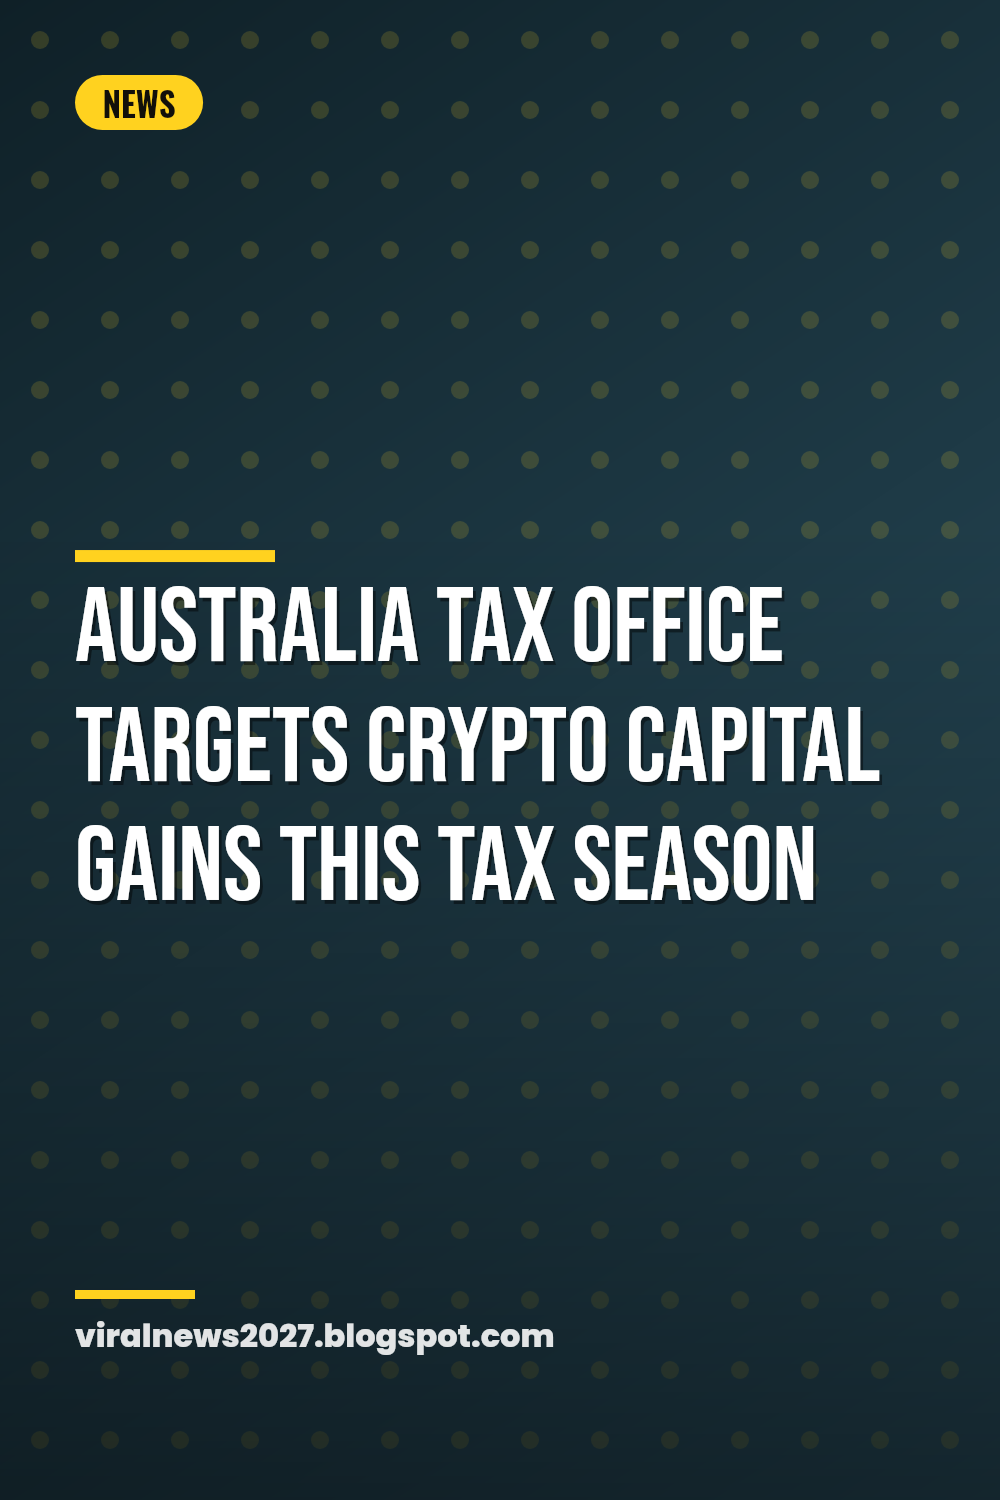 NEWS
AUSTRALIA TAX OFFICE
TARGETS CRYPTO CAPITAL
GAINS THIS TAX SEASON
viralnews2027.blogspot.com